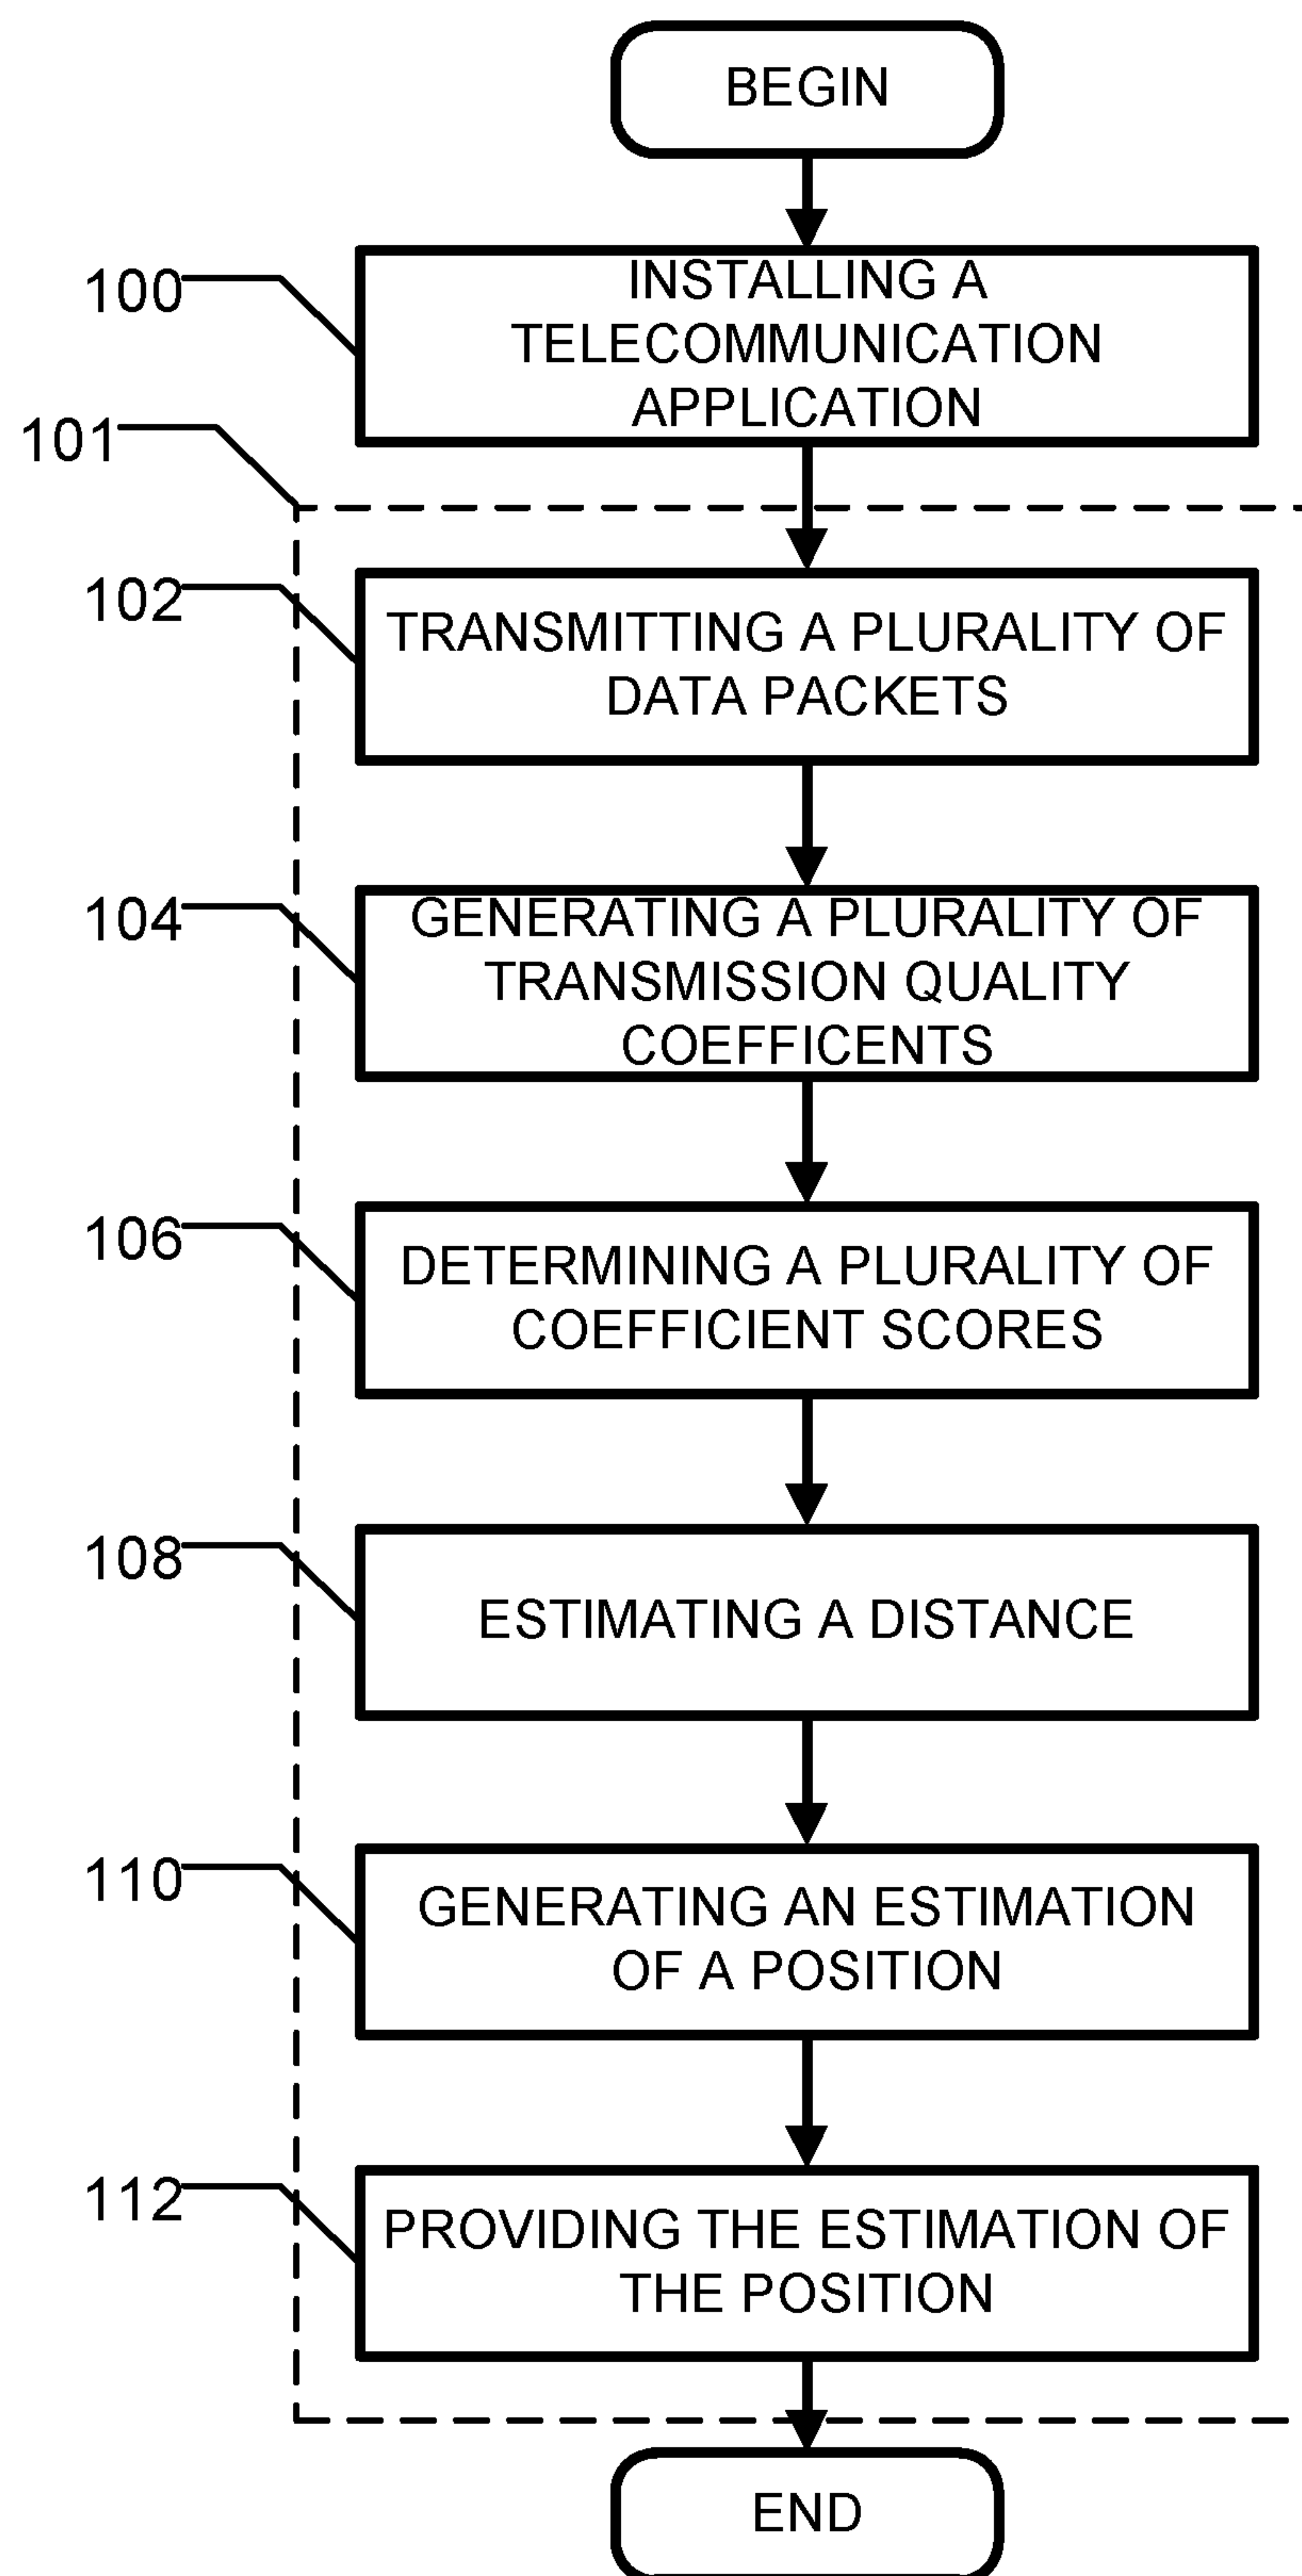 BEGIN
100
INSTALLING A
TELECOMMUNICATION
APPLICATION
101
102
TRANSMITTING A PLURALITY OF
DATA PACKETS
104
GENERATING A PLURALITY OF
TRANSMISSION QUALITY
COEFFICENTS
106
DETERMINING A PLURALITY OF
COEFFICIENT SCORES
108
ESTIMATING A DISTANCE
110
GENERATING AN ESTIMATION
OF A POSITION
112
PROVIDING THE ESTIMATION OF
THE POSITION
END